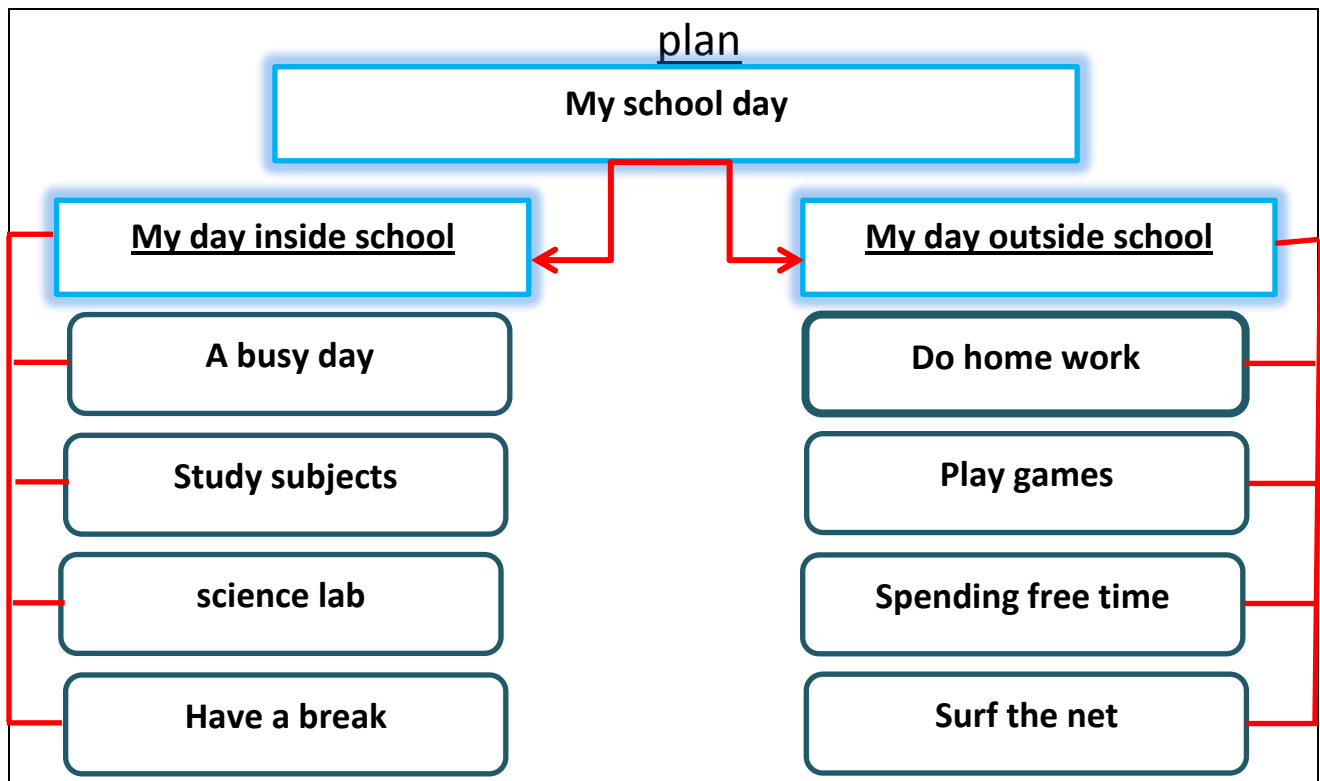 plan
My school day
My day inside school
A busy day
Study subjects
science lab
Have a break
My day outside school
Do home work
Play games
Spending free time
Surf the net